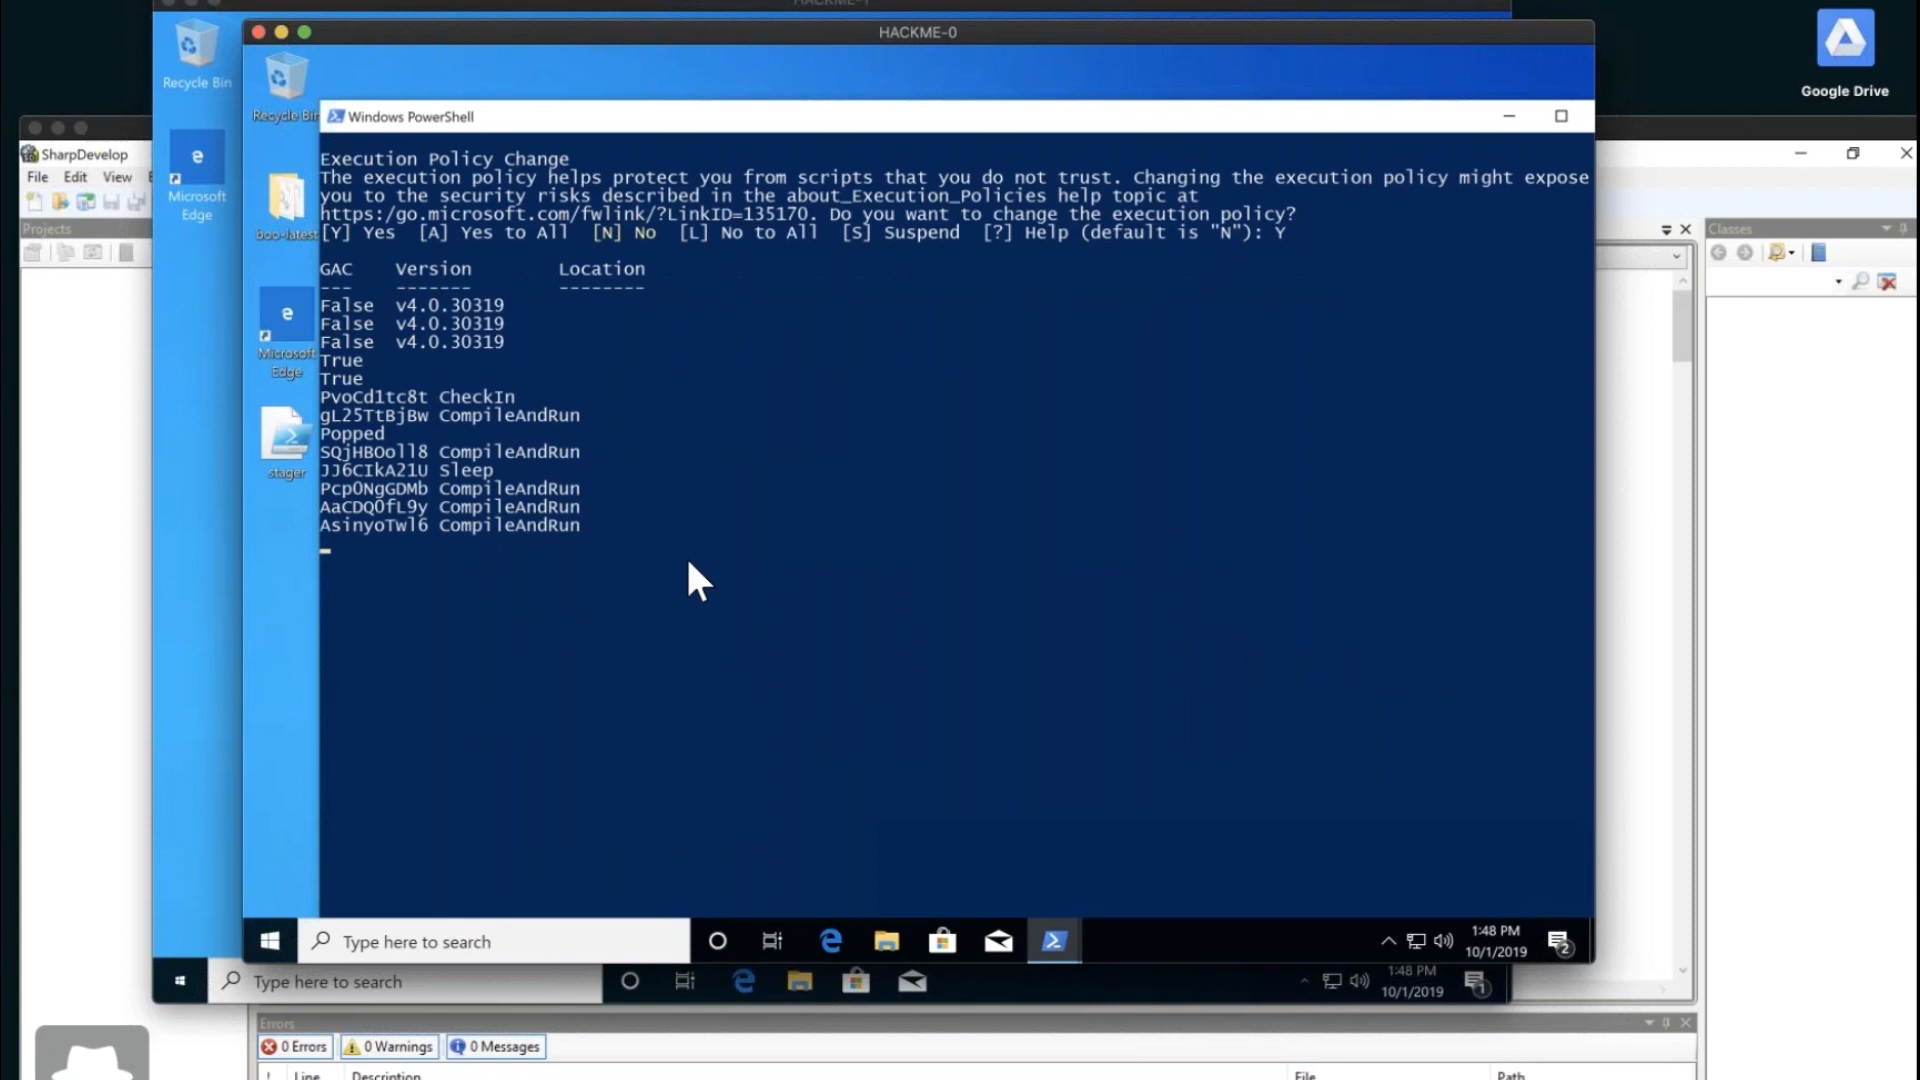 HACKME-1
HACKME-0
Recycle Bin
Recycle Bin
Google Drive
Windows PowerShell
SharpDevelop
File Edit View
Microsoft
Edge
Projects
Classes
boo-latest
Execution Policy Change
The execution policy helps protect you from scripts that you do not trust. Changing the execution policy might expose
you to the security risks described in the about_Execution_Policies help topic at
https:/go.microsoft.com/fwlink/?LinkID=135170. Do you want to change the execution policy?
[Y] Yes [A] Yes to All [N] No [L] No to All [S] Suspend [?] Help (default is "N"): Y
GAC Version Location
--- ------- --------
False v4.0.30319
False v4.0.30319
False v4.0.30319
True
True
PvoCd1tc8t CheckIn
gL25TtBjBw CompileAndRun
Popped
SQjHBOoll8 CompileAndRun
JJ6CIkA21U Sleep
PcpONgGDMb CompileAndRun
AaCDQOfL9y CompileAndRun
AsinyoTwl6 CompileAndRun
Microsoft
Edge
stager
Type here to search
1:48 PM
10/1/2019
2
Type here to search
1:48 PM
10/1/2019
1
Errors
0 Errors 0 Warnings 0 Messages
! Line Description File Path